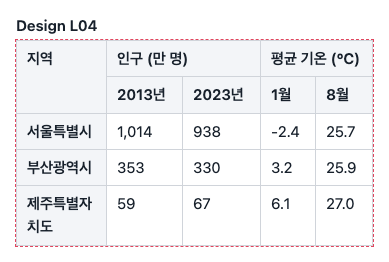 Design L04
지역 인구 (만 명) 평균 기온 (°C)
2013년 2023년 1월 8월
서울특별시 1,014 938 -2.4 25.7
부산광역시 353 330 3.2 25.9
제주특별자 59 67 6.1 27.0
치도